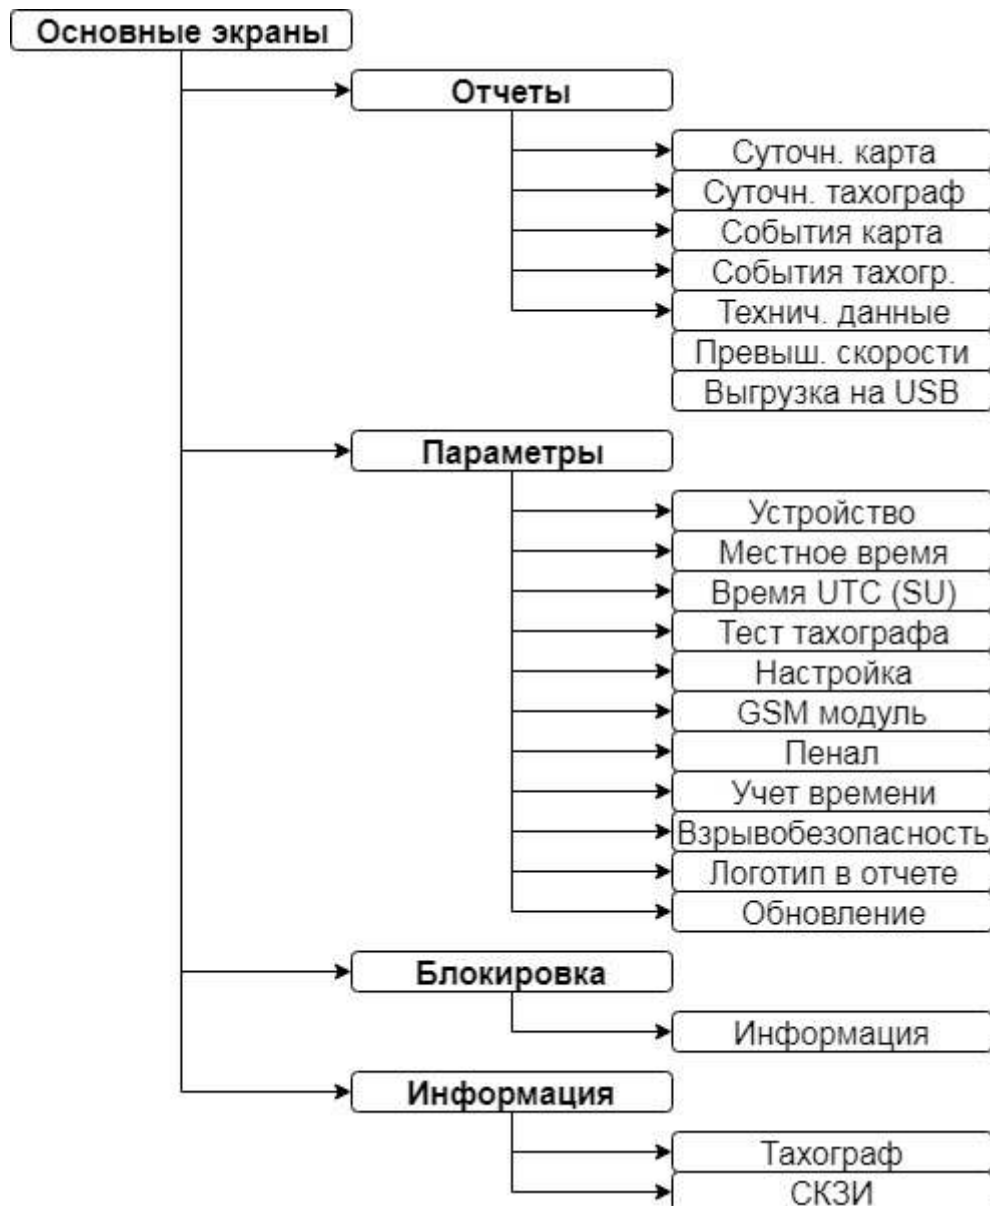 Основные экраны
Отчеты
Суточн. карта
Суточн. тахограф
События карта
События тахогр.
Технич. данные
Превыш. скорости
Выгрузка на USB
Параметры
Устройство
Местное время
Время UTC (SU)
Тест тахографа
Настройка
GSM модуль
Пенал
Учет времени
Взрывобезопасность
Логотип в отчете
Обновление
Блокировка
Информация
Информация
Тахограф
СКЗИ